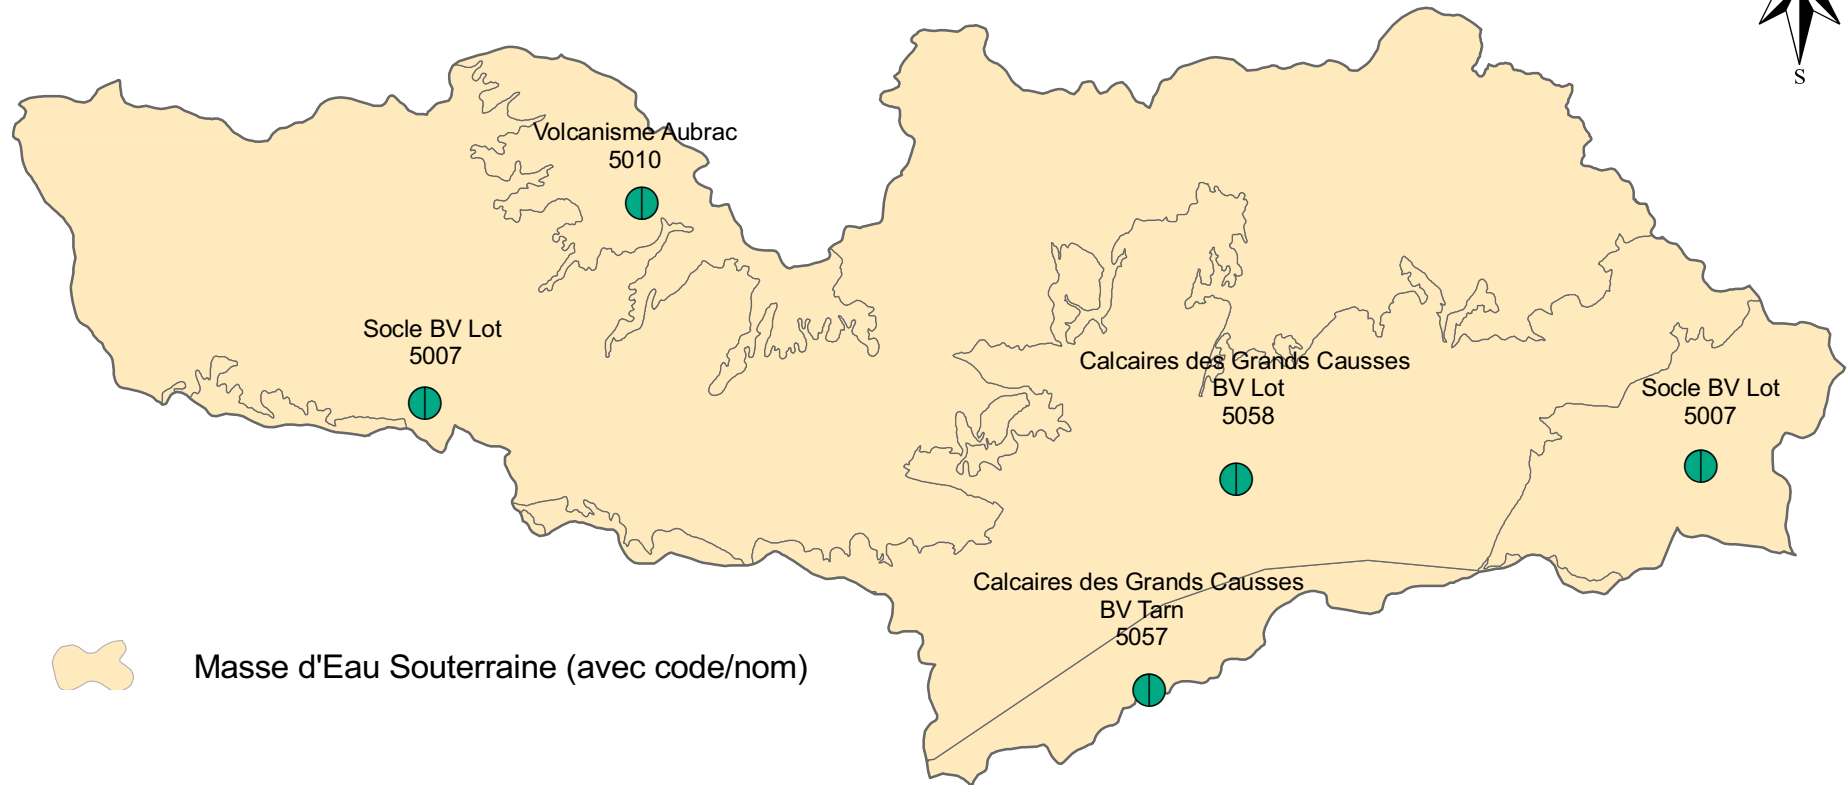 S
Volcanisme Aubrac
5010
Socle BV Lot
5007
Calcaires des Grands Causses
BV Lot
5058
Socle BV Lot
5007
Calcaires des Grands Causses
BV Tarn
5057
Masse d'Eau Souterraine (avec code/nom)